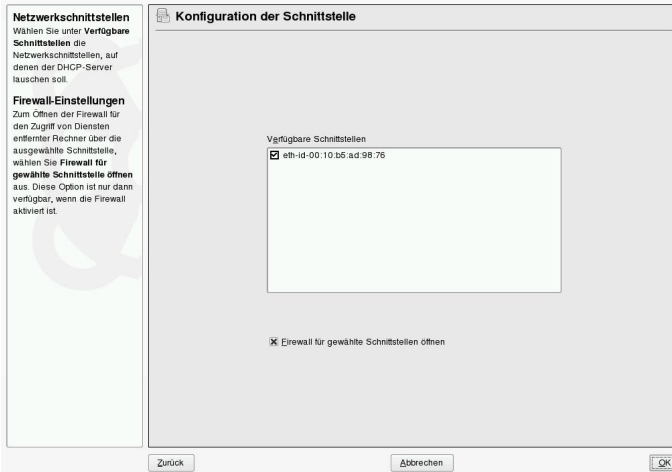 Netzwerkschnittstellen
Wählen Sie unter Verfügbare
Schnittstellen die
Netzwerkschnittstellen, auf
denen der DHCP-Server
lauschen soll.
Firewall-Einstellungen
Zum Öffnen der Firewall für
den Zugriff von Diensten
entfernter Rechner über die
ausgewählte Schnittstelle,
wählen Sie Firewall für
gewählte Schnittstelle öffnen
aus. Diese Option ist nur dann
verfügbar, wenn die Firewall
aktiviert ist.
Konfiguration der Schnittstelle
Verfügbare Schnittstellen
eth-id-00:10:b5:ad:98:76
Firewall für gewählte Schnittstellen öffnen
Zurück
Abbrechen
OK